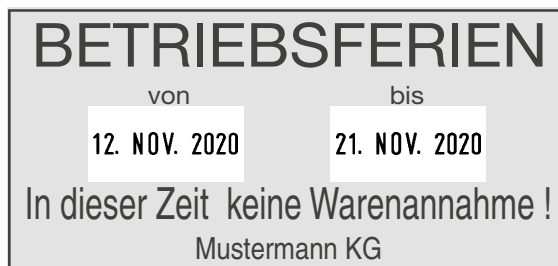 BETRIEBSFERIEN
von bis
12. NOV. 2020 21. NOV. 2020
In dieser Zeit keine Warenannahme !
Mustermann KG